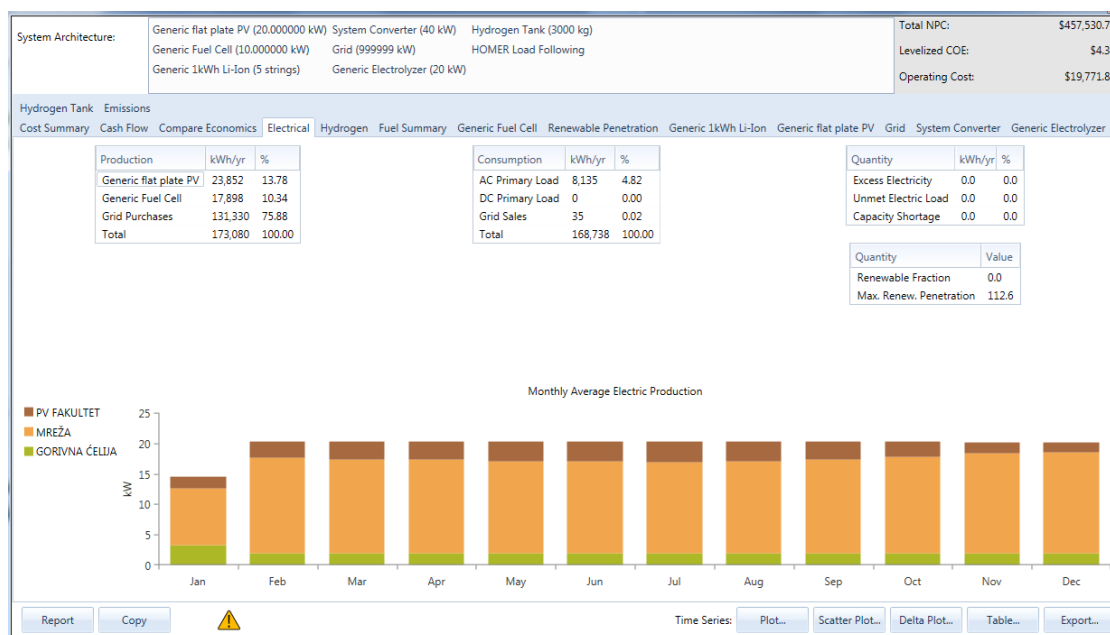 System Architecture:
Generic flat plate PV (20.000000 kW) System Converter (40 kW) Hydrogen Tank (3000 kg)
Generic Fuel Cell (10.000000 kW) Grid (999999 kW) HOMER Load Following
Generic 1kWh Li-Ion (5 strings) Generic Electrolyzer (20 kW)
Total NPC: $457,530.7
Levelized COE: $4.3
Operating Cost: $19,771.8
Hydrogen Tank Emissions
Cost Summary Cash Flow Compare Economics Electrical Hydrogen Fuel Summary Generic Fuel Cell Renewable Penetration Generic 1kWh Li-Ion Generic flat plate PV Grid System Converter Generic Electrolyzer
Production kWh/yr %
Generic flat plate PV 23,852 13.78
Generic Fuel Cell 17,898 10.34
Grid Purchases 131,330 75.88
Total 173,080 100.00
Consumption kWh/yr %
AC Primary Load 8,135 4.82
DC Primary Load 0 0.00
Grid Sales 35 0.02
Total 168,738 100.00
Quantity kWh/yr %
Excess Electricity 0.0 0.0
Unmet Electric Load 0.0 0.0
Capacity Shortage 0.0 0.0
Quantity Value
Renewable Fraction 0.0
Max. Renew. Penetration 112.6
Monthly Average Electric Production
PV FAKULTET
MREŽA
GORIVNA ĆELIJA
kW
25
20
15
10
5
0
Jan Feb Mar Apr May Jun Jul Aug Sep Oct Nov Dec
Report Copy Time Series: Plot... Scatter Plot... Delta Plot... Table... Export...